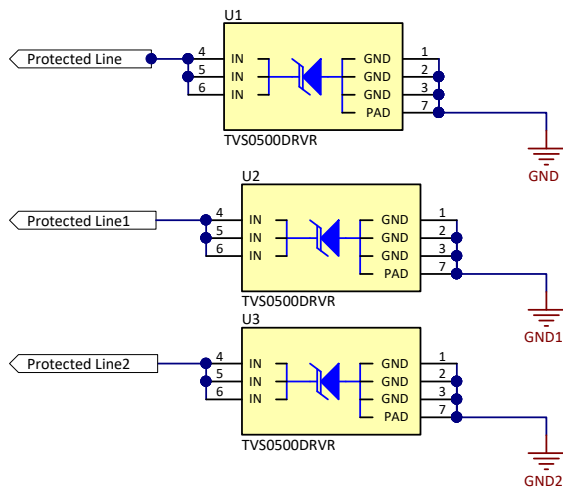 U1
Protected Line 4 IN GND 1
5 IN GND 2
6 IN GND 3
PAD 7
TVS0500DRVR
GND
U2
Protected Line1 4 IN GND 1
5 IN GND 2
6 IN GND 3
PAD 7
TVS0500DRVR
GND1
U3
Protected Line2 4 IN GND 1
5 IN GND 2
6 IN GND 3
PAD 7
TVS0500DRVR
GND2